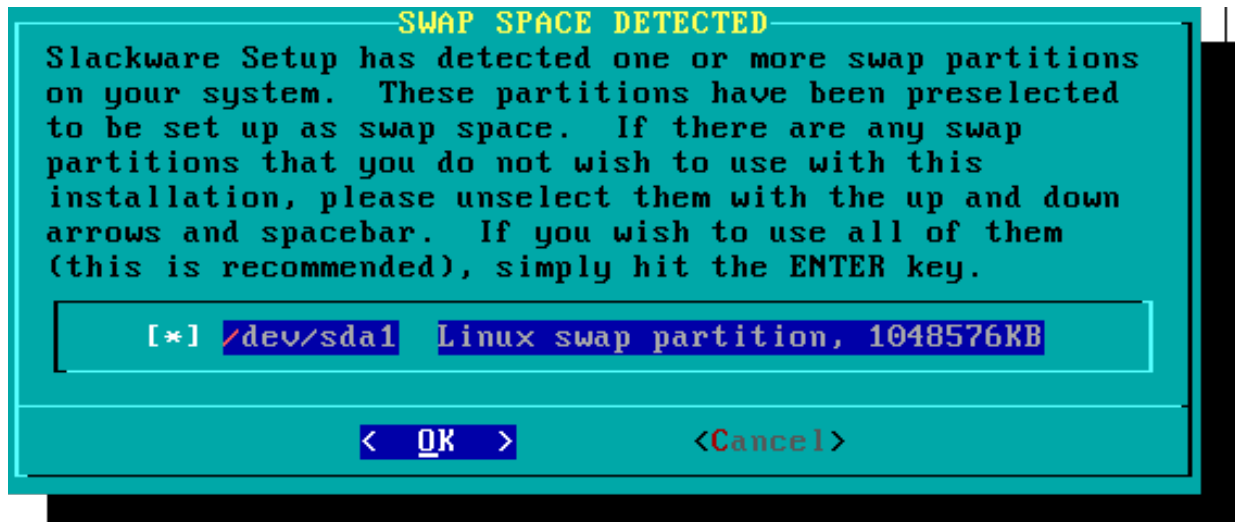 SWAP SPACE DETECTED
Slackware Setup has detected one or more swap partitions
on your system.  These partitions have been preselected
to be set up as swap space.  If there are any swap
partitions that you do not wish to use with this
installation, please unselect them with the up and down
arrows and spacebar.  If you wish to use all of them
(this is recommended), simply hit the ENTER key.
[*] /dev/sda1  Linux swap partition, 1048576KB
<  OK  >         <Cancel>